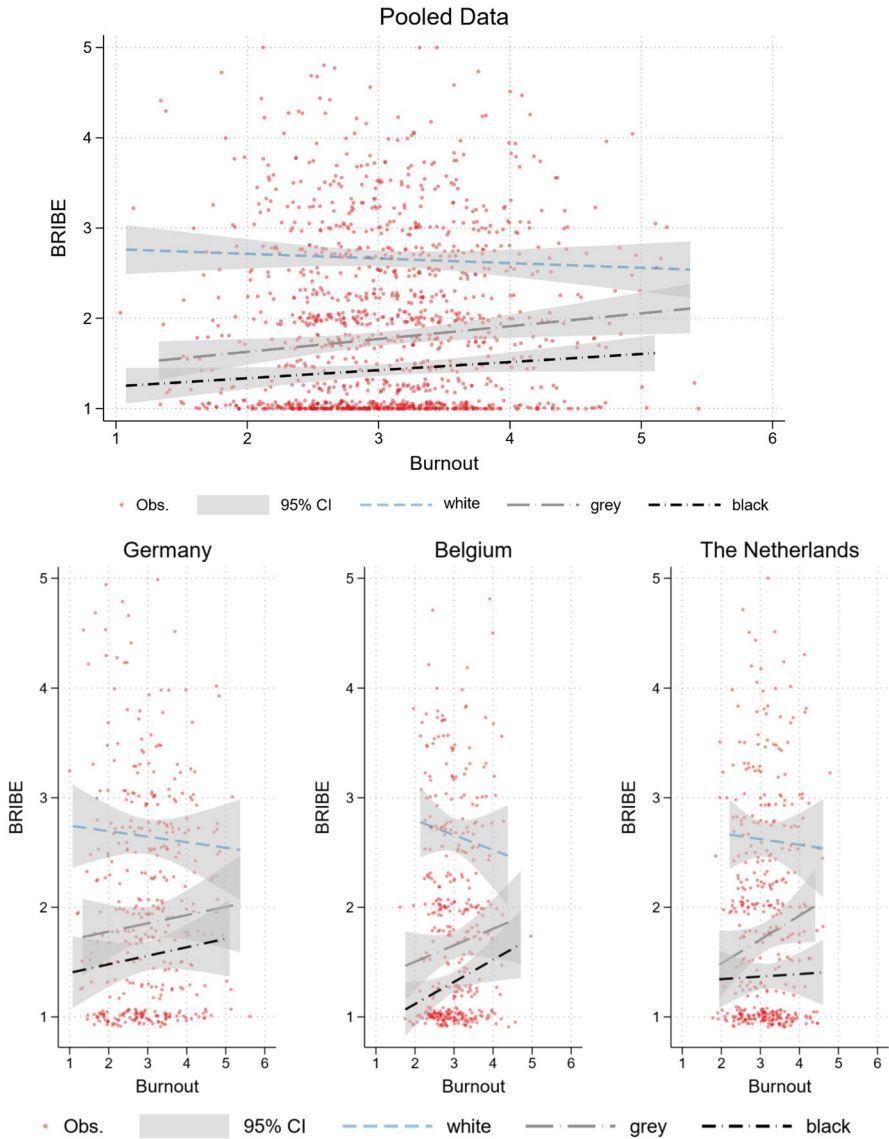 Pooled Data
5
4
3
2
1
BRIBE
1 2 3 4 5 6
Burnout
Obs. 95% CI white grey black
Germany Belgium The Netherlands
5 5 5
4 4 4
3 3 3
BRIBE BRIBE BRIBE
2 2 2
1 1 1
1 2 3 4 5 6 1 2 3 4 5 6 1 2 3 4 5 6
Burnout Burnout Burnout
Obs. 95% CI white grey black